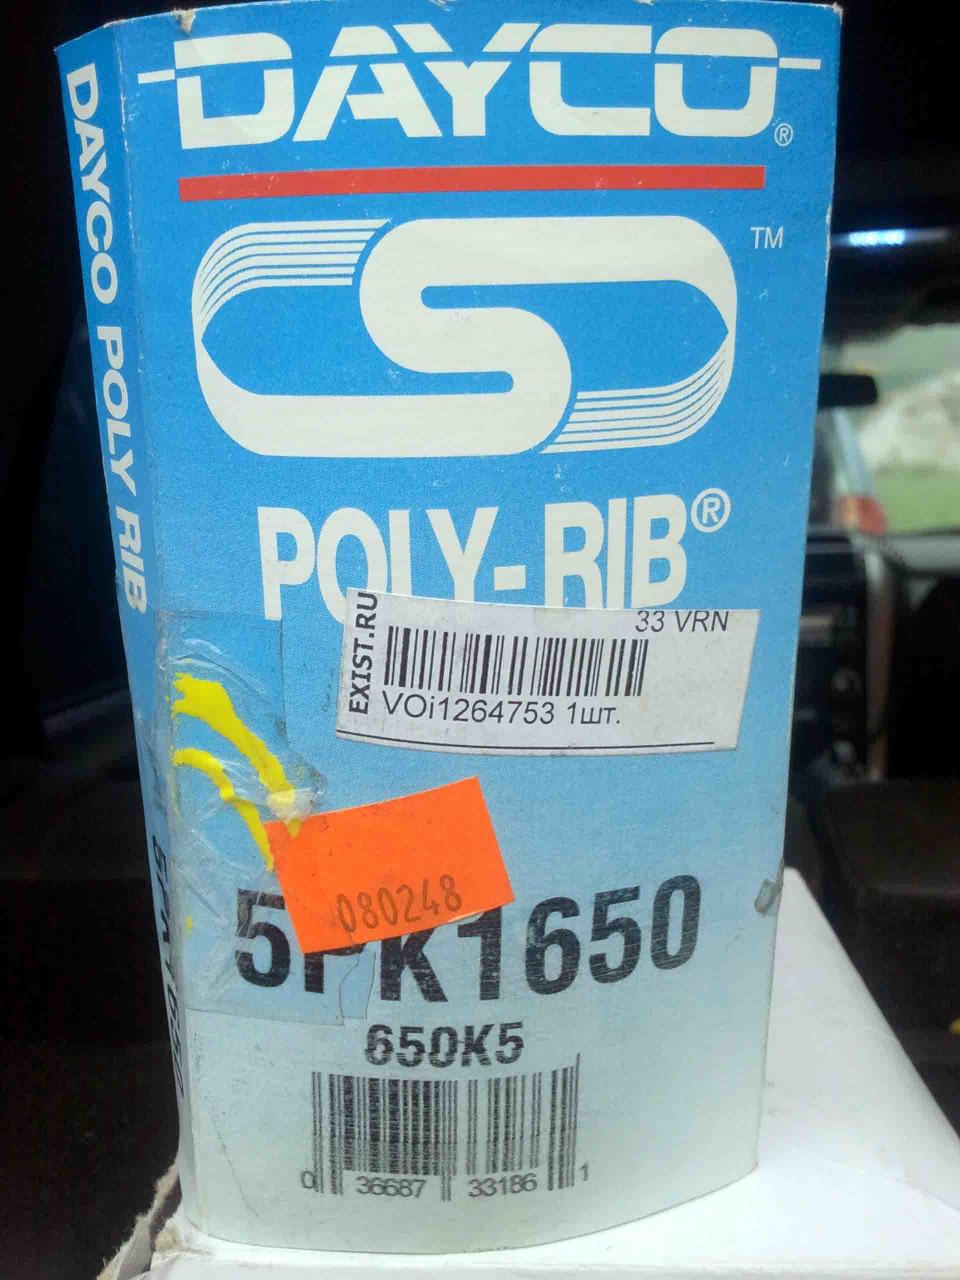 DAYCO®
TM
DAYCO POLY RIB
POLY-RIB®
EXIST.RU
33 VRN
VOi1264753 1шт.
080248
5PK1650
650K5
0 36687 33186 1